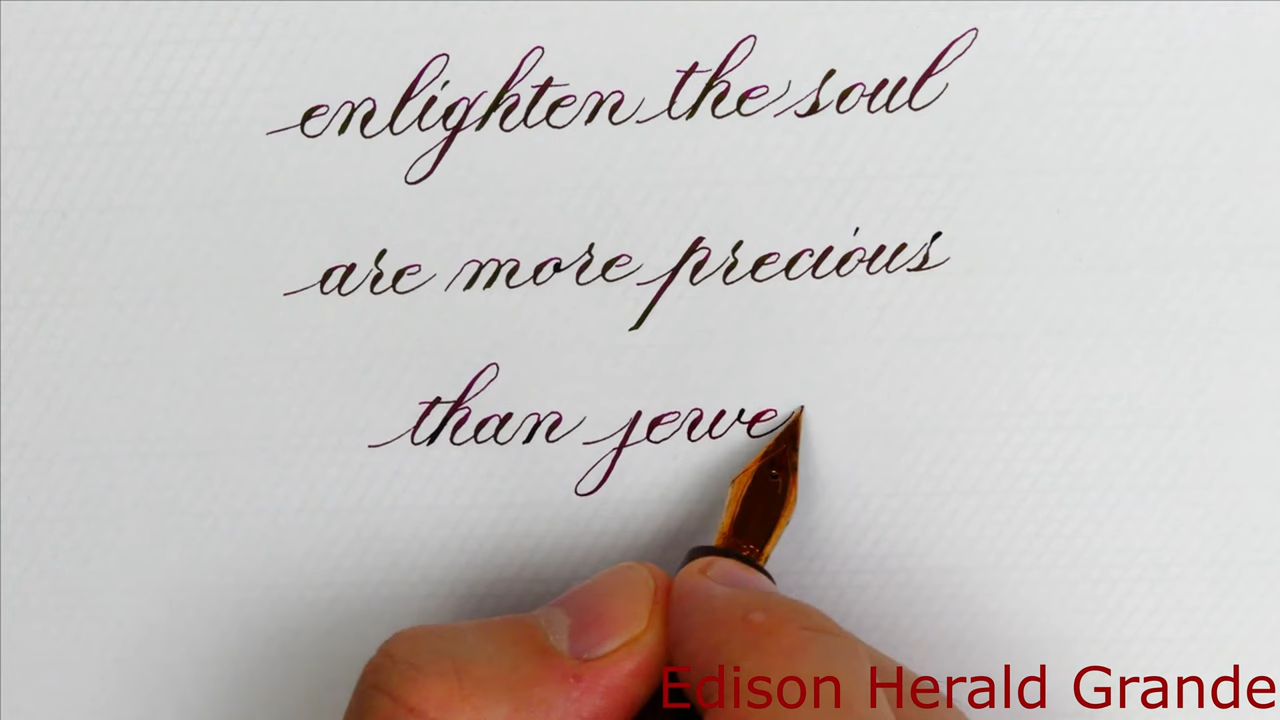 enlighten the soul
are more precious
than jewe
Edison Herald Grande